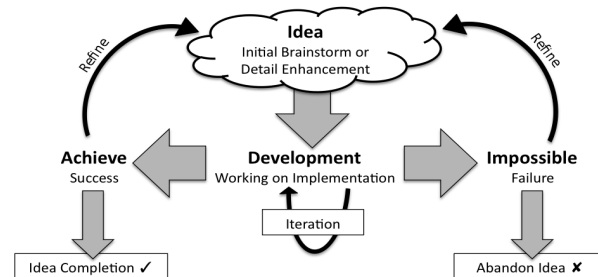 Idea
Initial Brainstorm or
Detail Enhancement
Refine
Refine
Achieve
Success
Development
Working on Implementation
Impossible
Failure
Iteration
Idea Completion ✓
Abandon Idea ✘